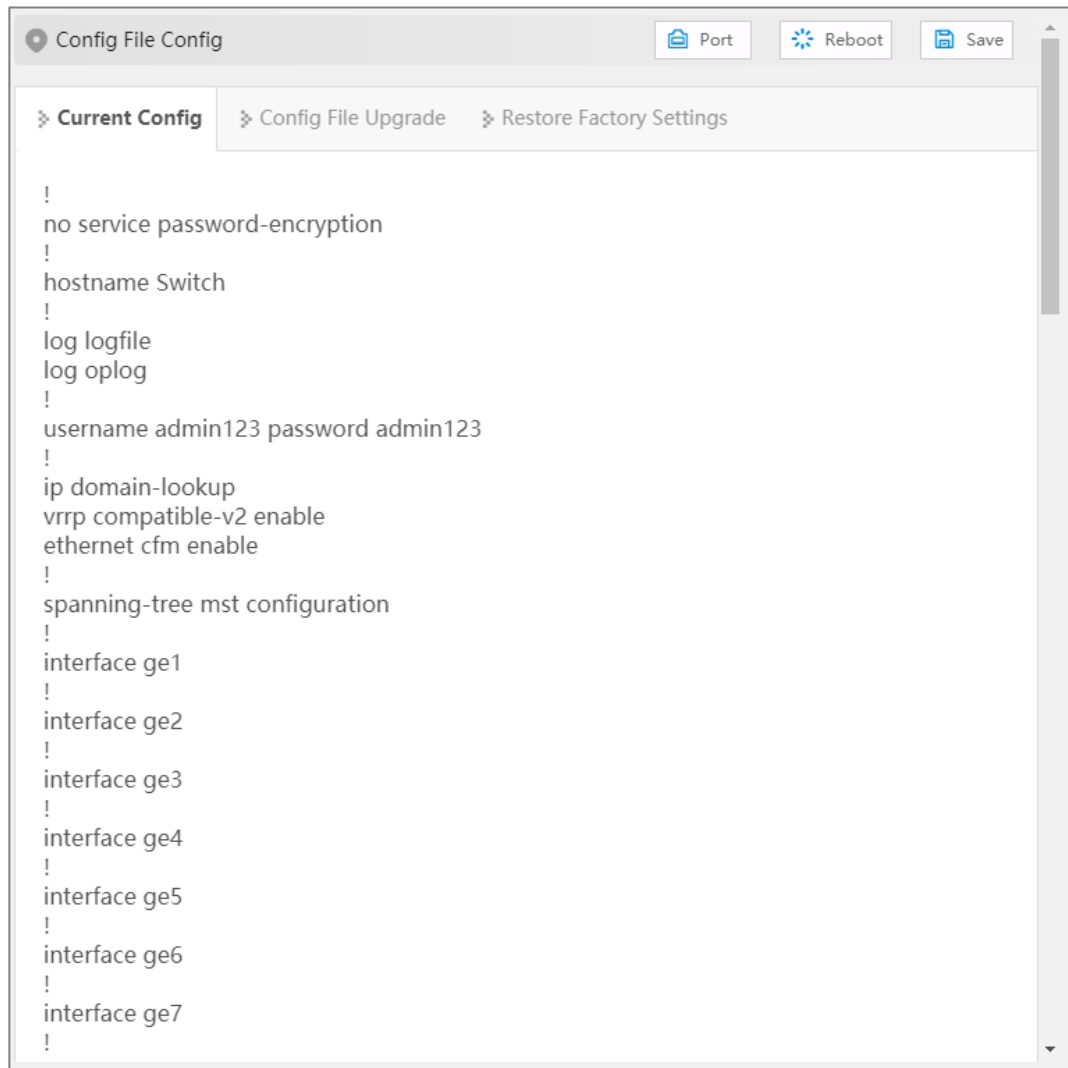 Config File Config
Port
Reboot
Save
Current Config
Config File Upgrade
Restore Factory Settings
!
no service password-encryption
!
hostname Switch
!
log logfile
log oplog
!
username admin123 password admin123
!
ip domain-lookup
vrrp compatible-v2 enable
ethernet cfm enable
!
spanning-tree mst configuration
!
interface ge1
!
interface ge2
!
interface ge3
!
interface ge4
!
interface ge5
!
interface ge6
!
interface ge7
!